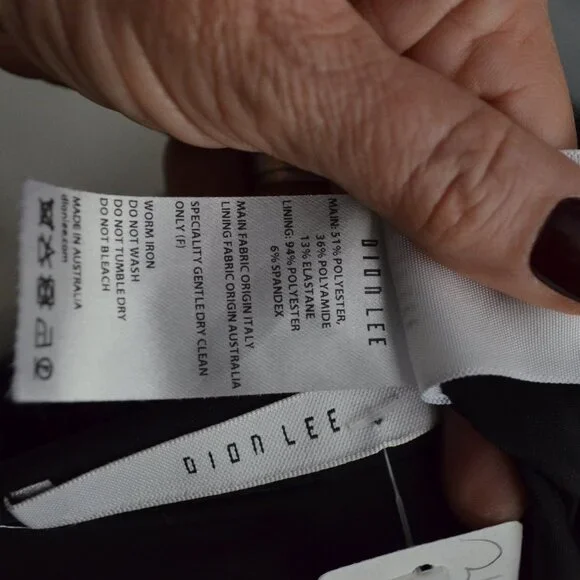 DION LEE
MAIN: 51% POLYESTER,
36% POLYAMIDE
13% ELASTANE
LINING: 94% POLYESTER
6% SPANDEX
MAIN FABRIC ORIGIN ITALY
LINING FABRIC ORIGIN AUSTRALIA
SPECIALITY GENTLE DRY CLEAN
ONLY (F)
WORM IRON
DO NOT WASH
DO NOT TUMBLE DRY
DO NOT BLEACH
MADE IN AUSTRALIA
dionlee.com
DION LEE